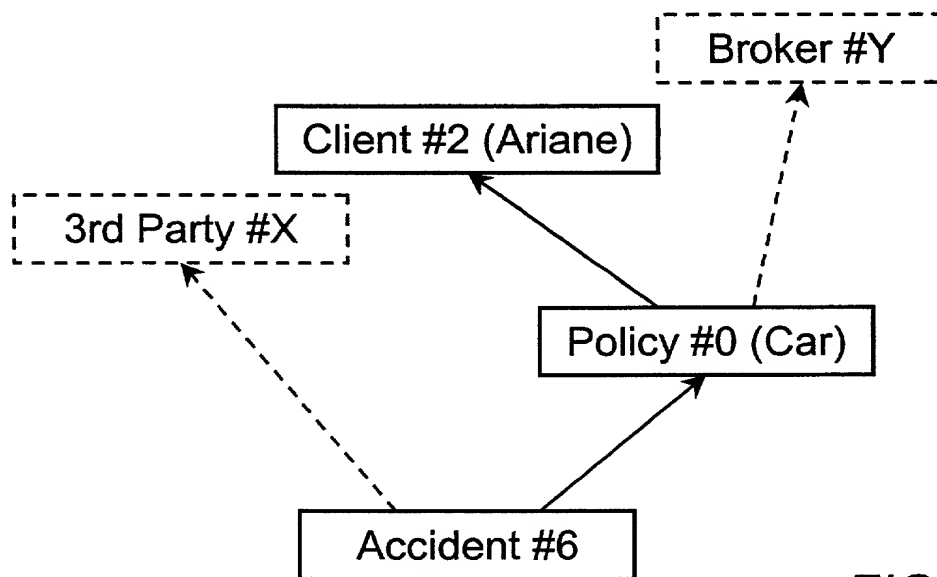 Broker #Y
Client #2 (Ariane)
3rd Party #X
Policy #0 (Car)
Accident #6